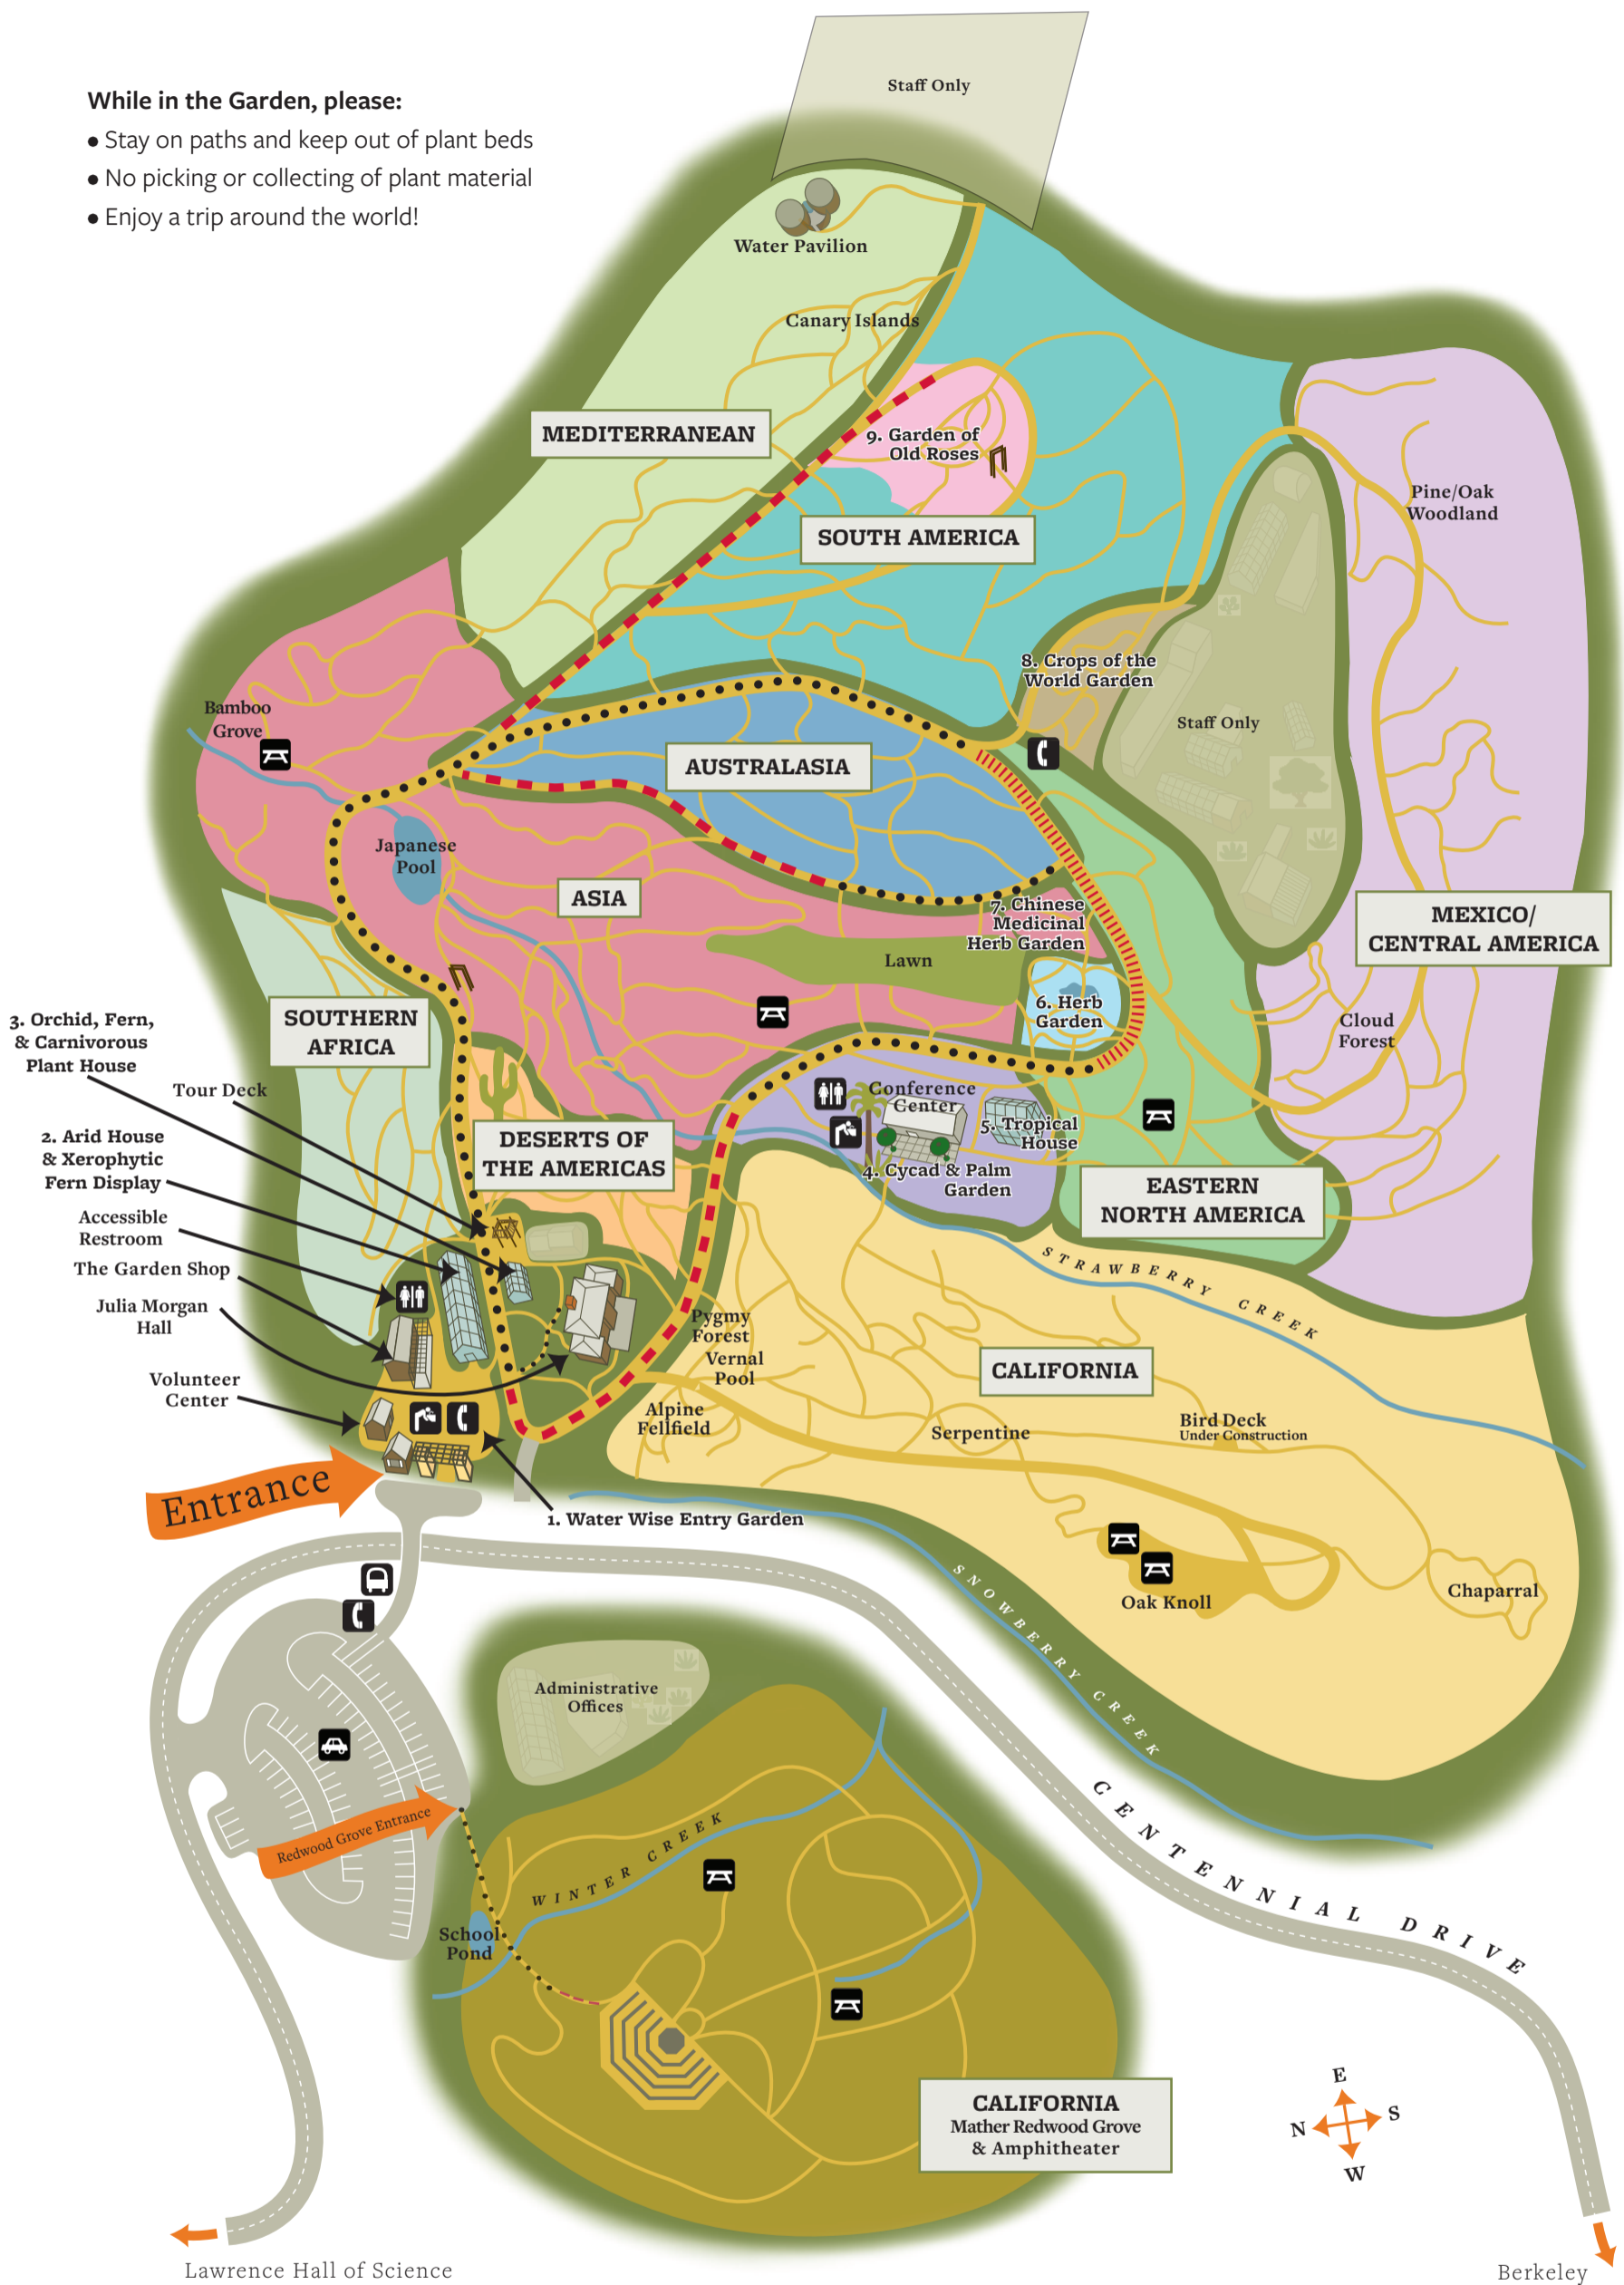 Staff Only
While in the Garden, please:
• Stay on paths and keep out of plant beds
• No picking or collecting of plant material
• Enjoy a trip around the world!
Water Pavilion
Canary Islands
MEDITERRANEAN
9. Garden of
Old Roses
SOUTH AMERICA
Pine/Oak
Woodland
8. Crops of the
World Garden
Staff Only
Bamboo
Grove
AUSTRALASIA
Japanese
Pool
ASIA
7. Chinese
Medicinal
Herb Garden
MEXICO/
CENTRAL AMERICA
Lawn
6. Herb
Garden
Cloud
Forest
SOUTHERN
AFRICA
3. Orchid, Fern,
& Carnivorous
Plant House
Tour Deck
2. Arid House
& Xerophytic
Fern Display
Accessible
Restroom
The Garden Shop
Julia Morgan
Hall
Volunteer
Center
DESERTS OF
THE AMERICAS
Conference
Center
5. Tropical
House
4. Cycad & Palm
Garden
EASTERN
NORTH AMERICA
STRAWBERRY CREEK
Pygmy
Forest
Vernal
Pool
Alpine
Fellfield
CALIFORNIA
Serpentine
Bird Deck
Under Construction
Entrance
1. Water Wise Entry Garden
SNOWBERRY CREEK
Oak Knoll
Chaparral
Administrative
Offices
CENTENNIAL DRIVE
Redwood Grove Entrance
WINTER CREEK
School
Pond
CALIFORNIA
Mather Redwood Grove
& Amphitheater
E
N
S
W
Lawrence Hall of Science
Berkeley